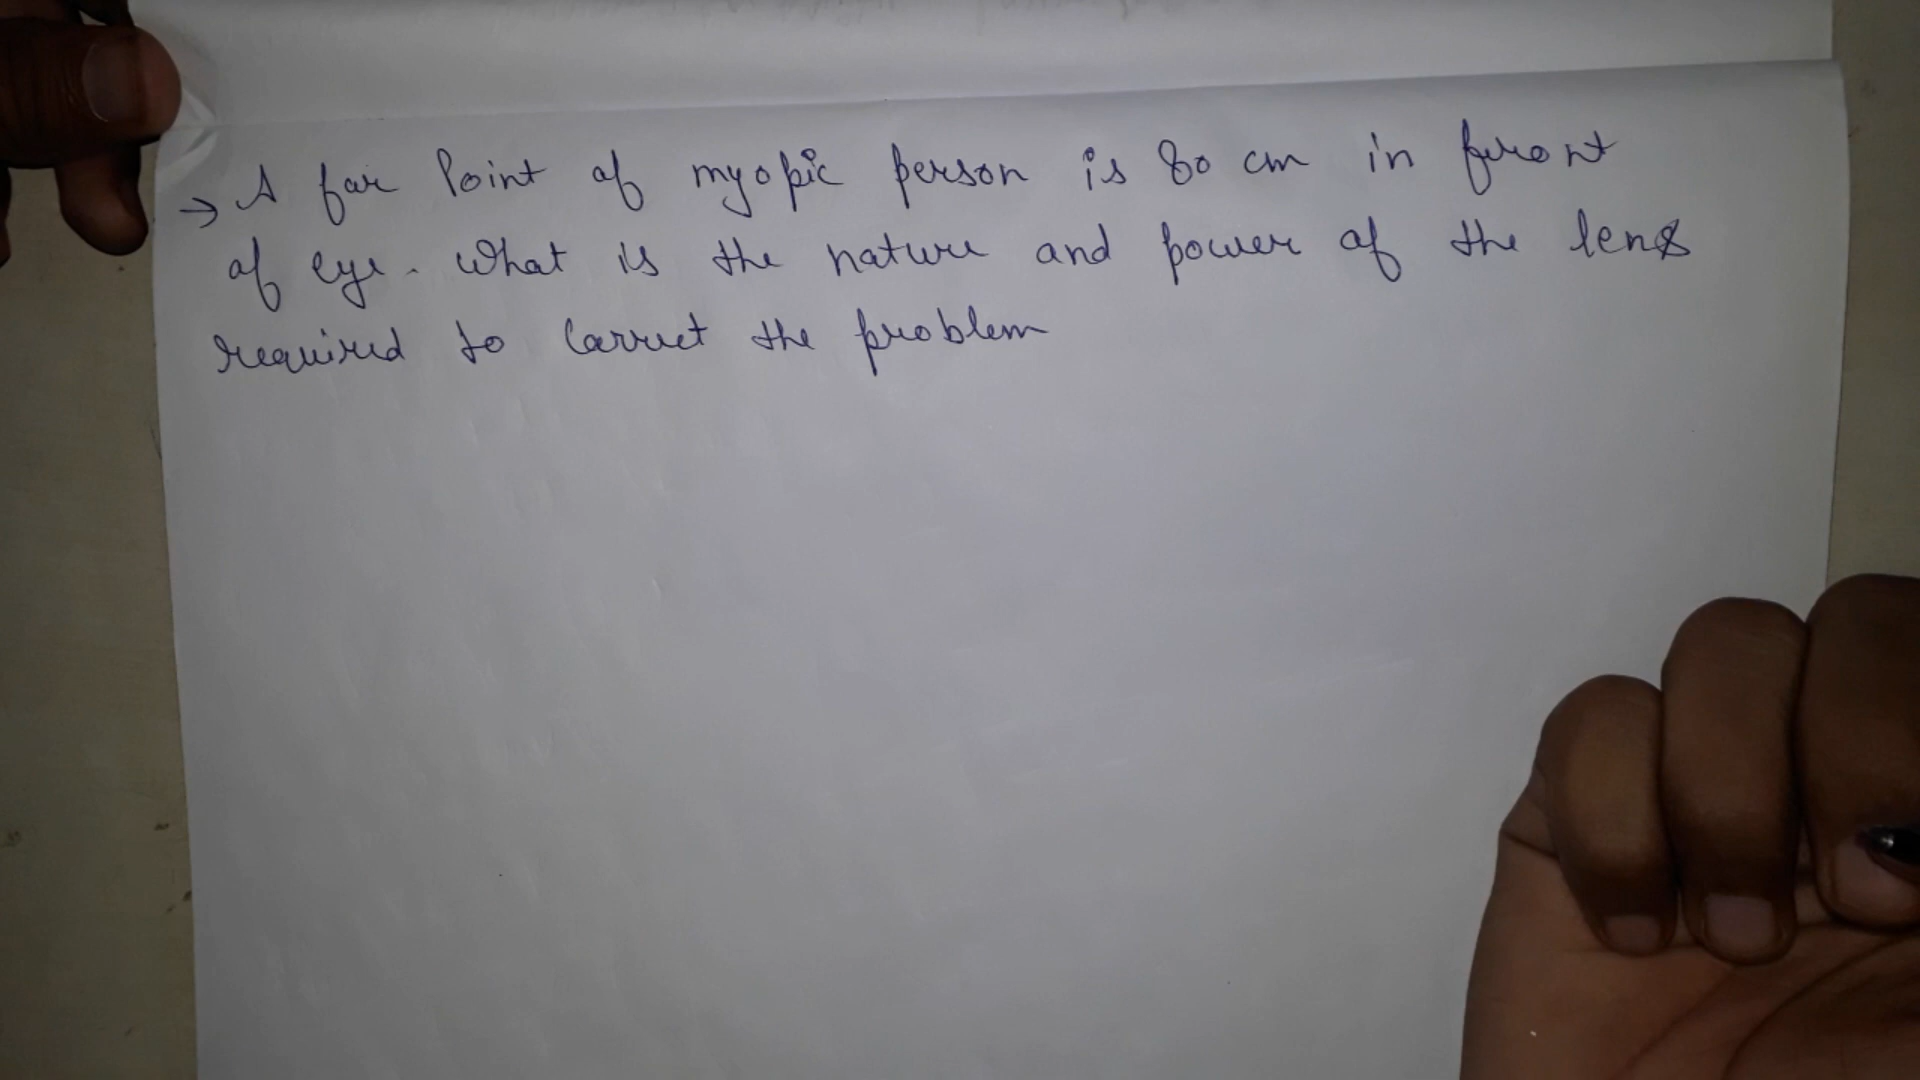 → A far Point of myopic person is 80 cm in front
of eye. What is the nature and power of the lens
required to Correct the problem